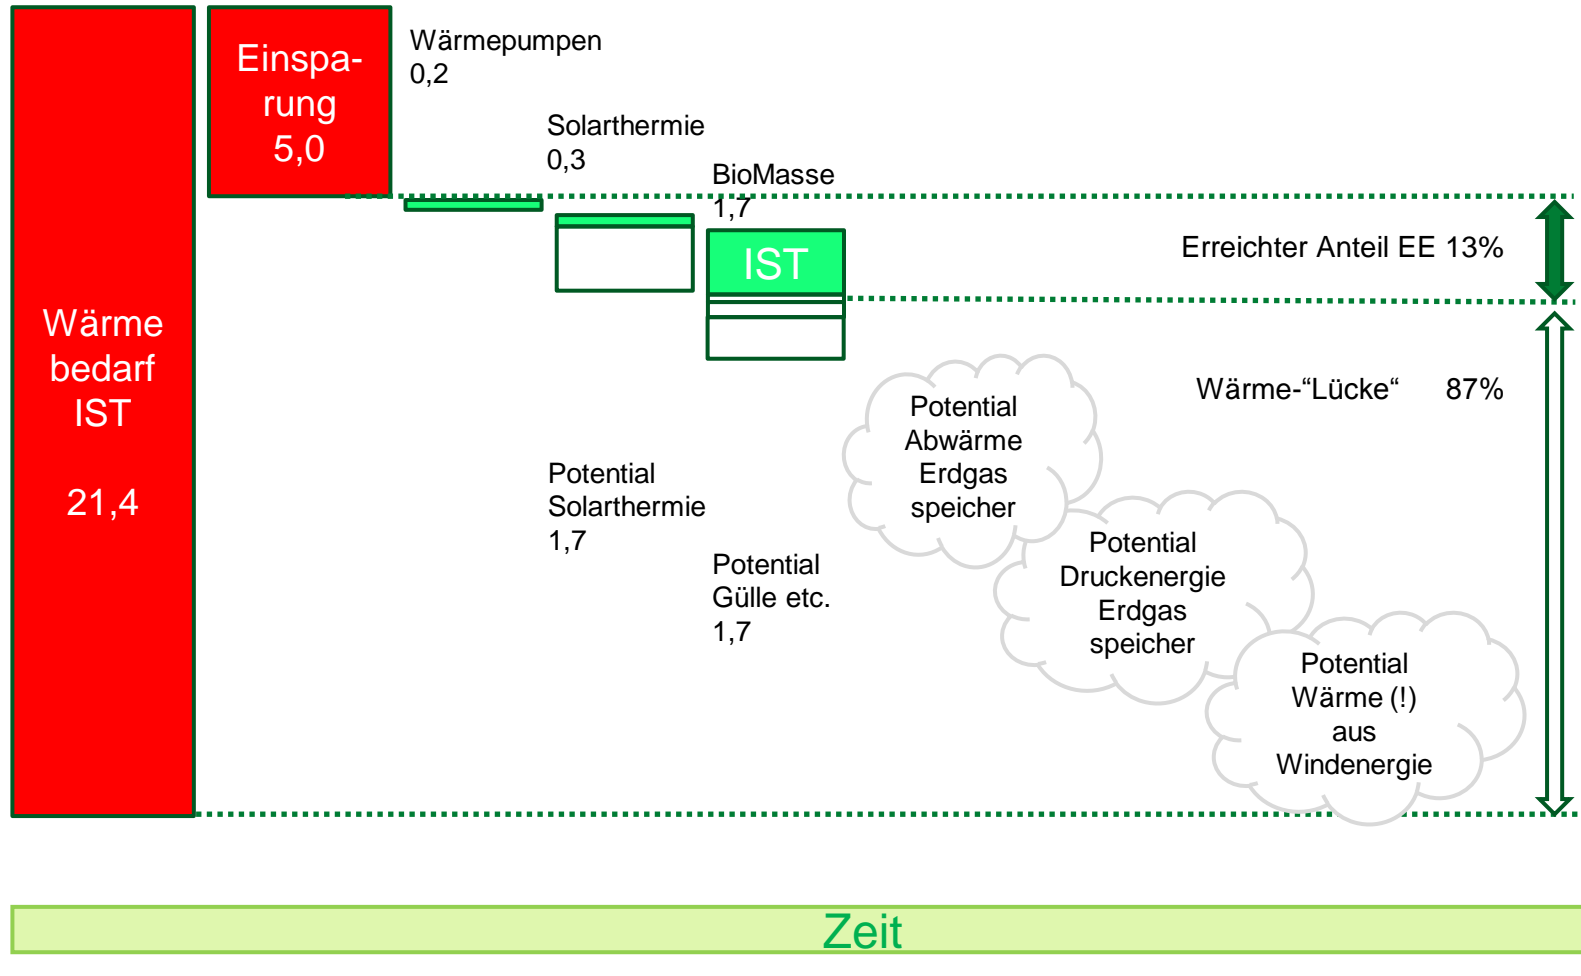 Wärme
bedarf
IST
21,4
Einspa-
rung
5,0
Wärmepumpen
0,2
Solarthermie
0,3
BioMasse
1,7
IST
Erreichter Anteil EE 13%
Wärme-“Lücke“ 87%
Potential
Solarthermie
1,7
Potential
Gülle etc.
1,7
Potential
Abwärme
Erdgas
speicher
Potential
Druckenergie
Erdgas
speicher
Potential
Wärme (!)
aus
Windenergie
Zeit